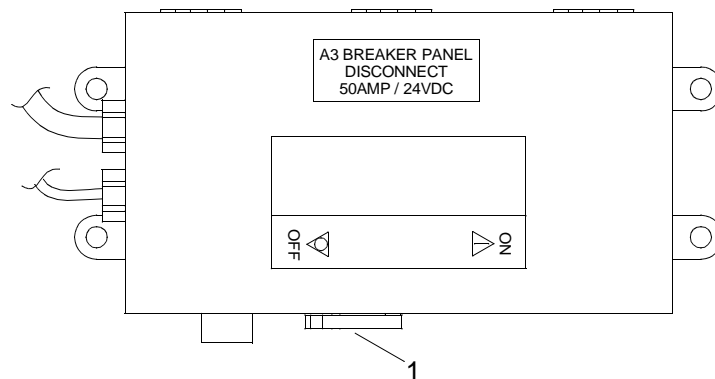 A3 BREAKER PANEL
DISCONNECT
50AMP / 24VDC
OFF
ON
1